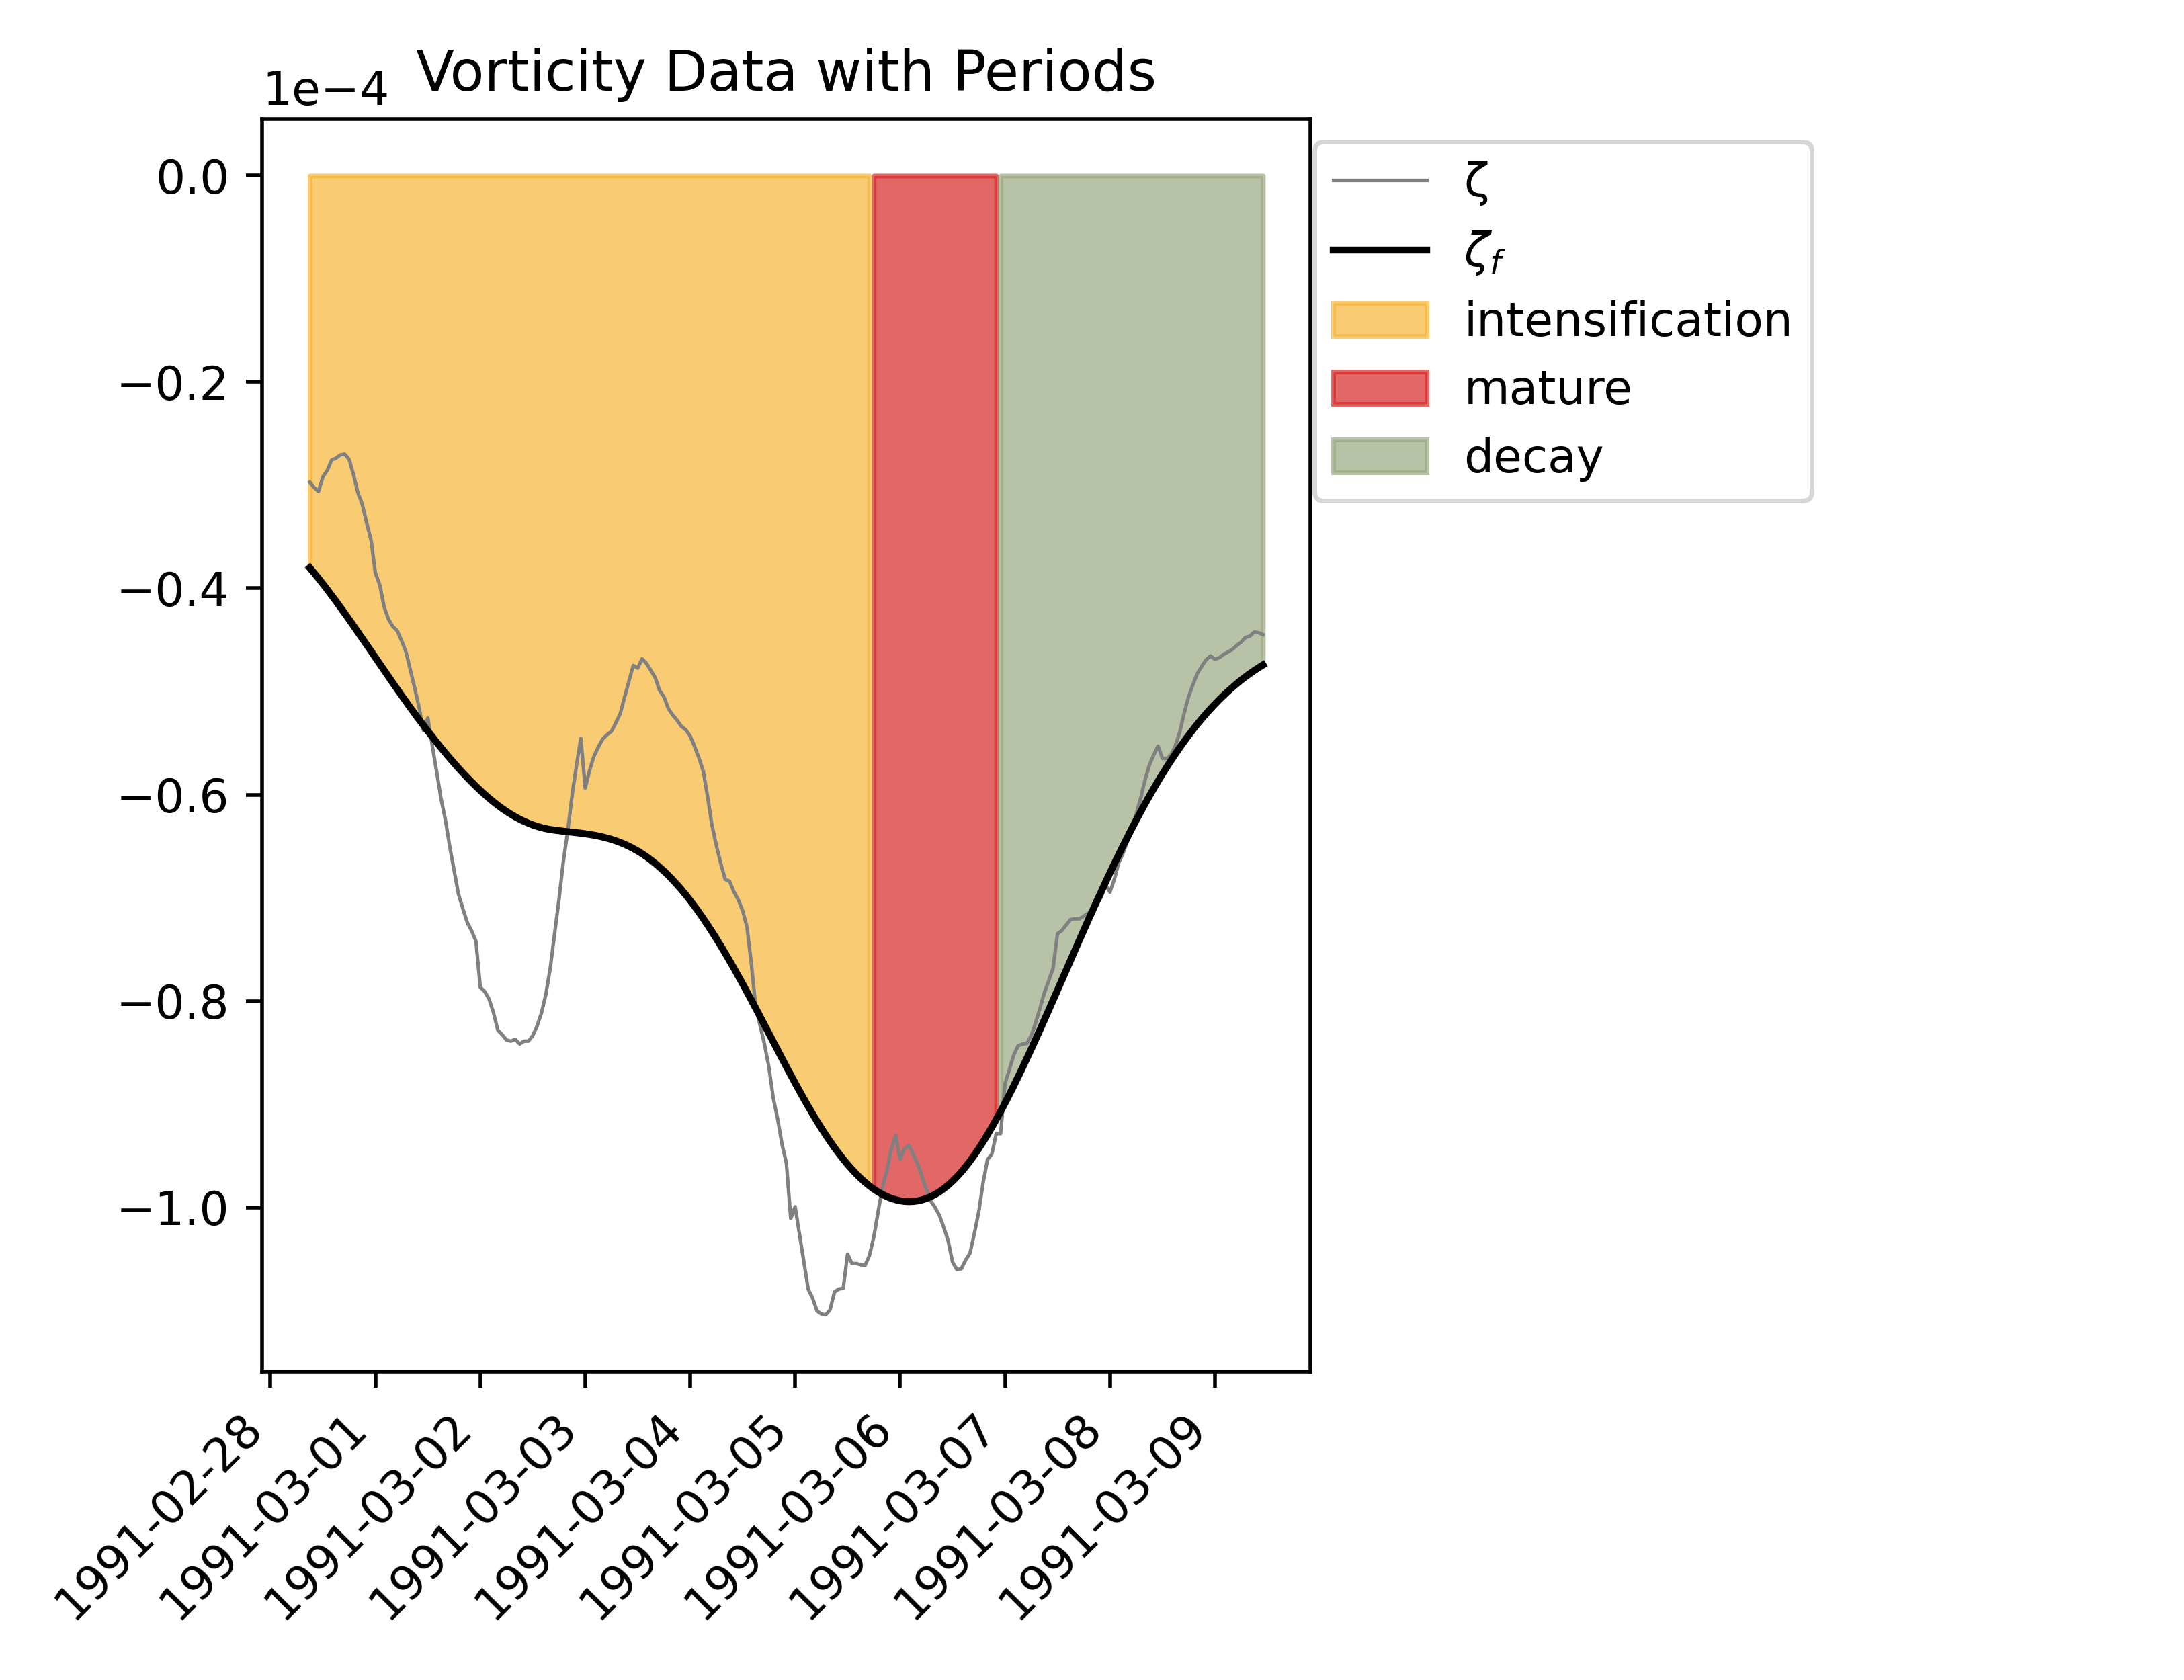 Vorticity Data with Periods
1e−4
0.0
−0.2
−0.4
−0.6
−0.8
−1.0
1991-02-28
1991-03-01
1991-03-02
1991-03-03
1991-03-04
1991-03-05
1991-03-06
1991-03-07
1991-03-08
1991-03-09
ζ
ζf
intensification
mature
decay